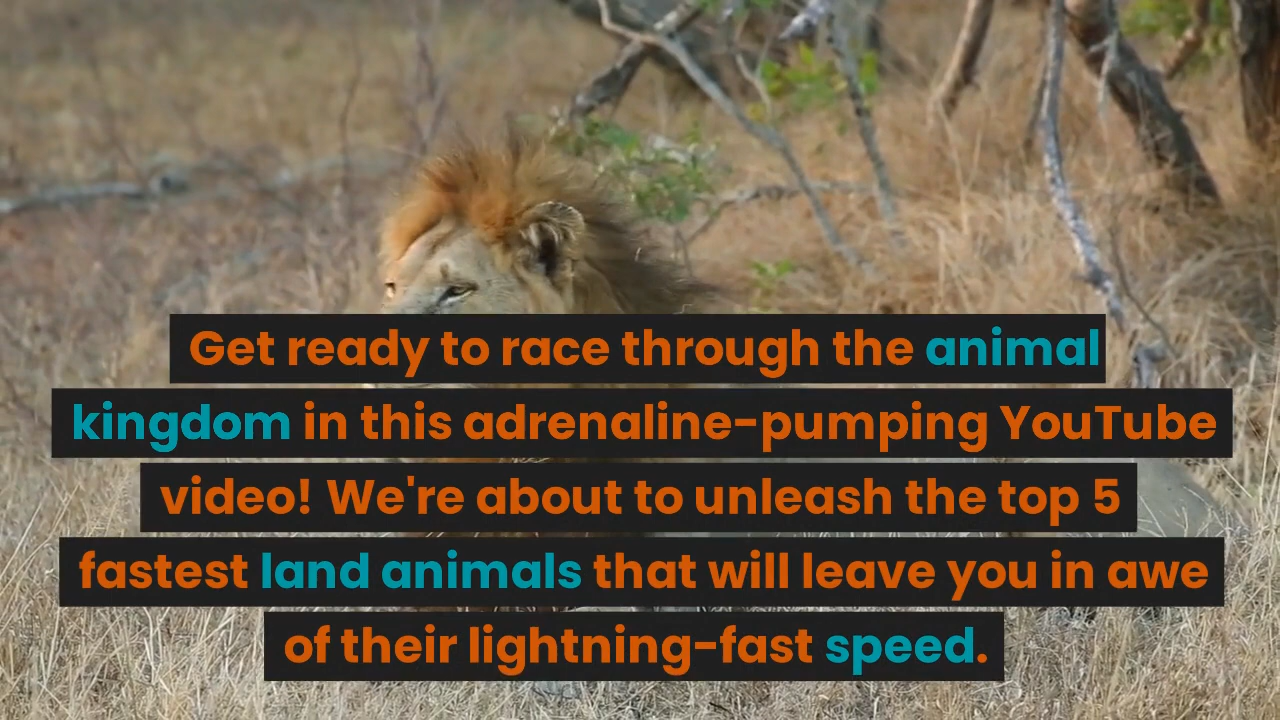 Get ready to race through the animal
kingdom in this adrenaline-pumping YouTube
video! We're about to unleash the top 5
fastest land animals that will leave you in awe
of their lightning-fast speed.